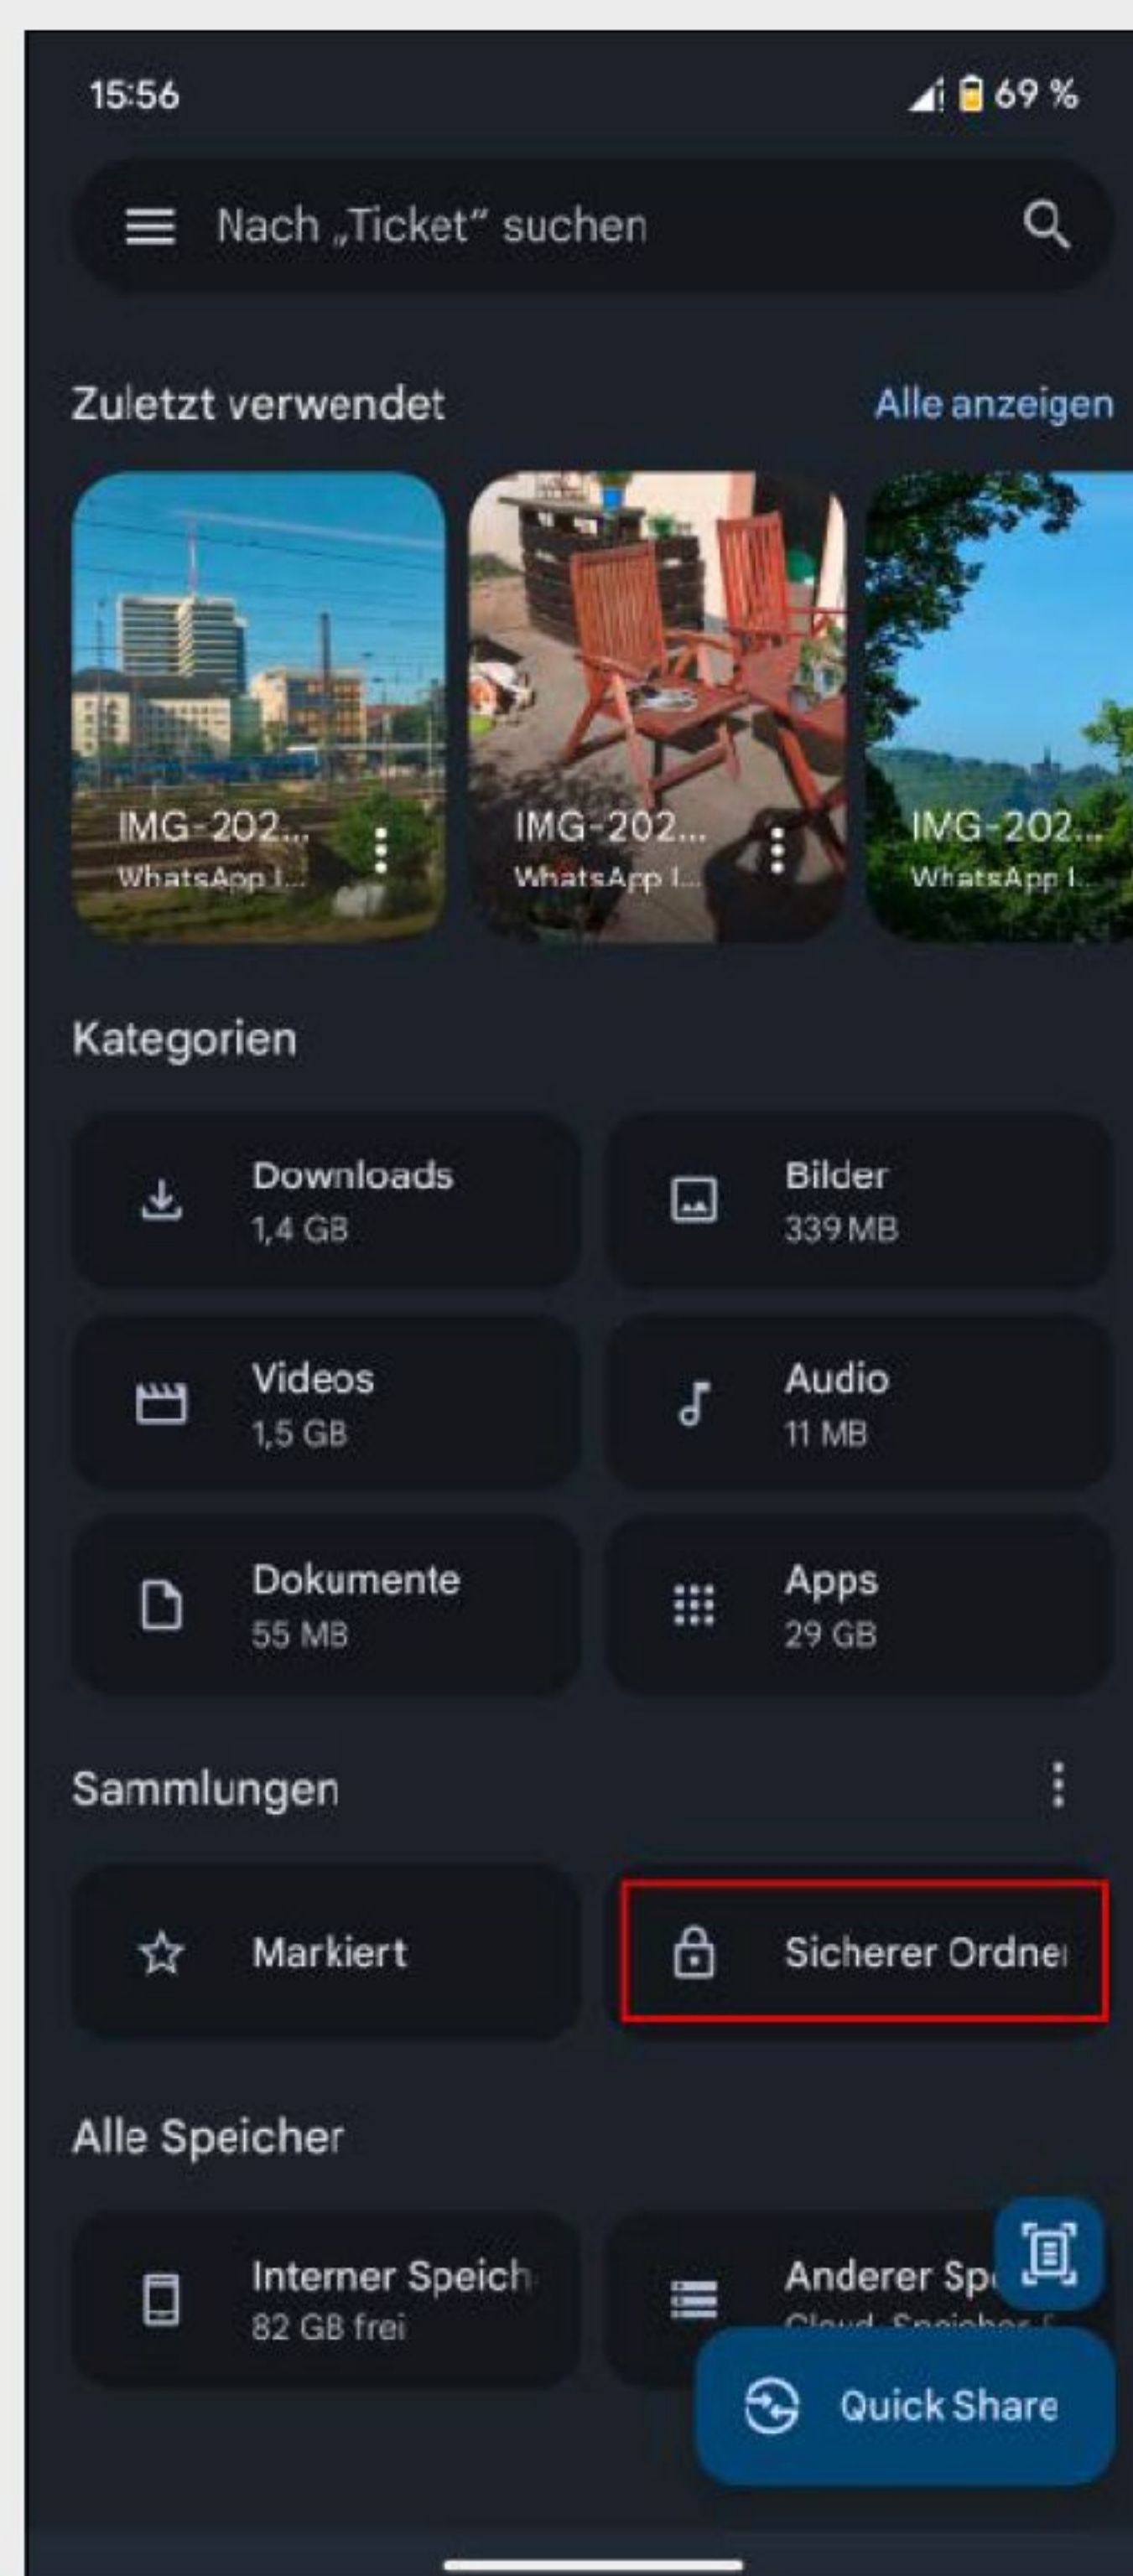 15:56
69 %
Nach „Ticket“ suchen
Zuletzt verwendet
Alle anzeigen
IMG-202...
WhatsApp I...
IMG-202...
WhatsApp I...
IMG-202...
WhatsApp I...
Kategorien
Downloads
1,4 GB
Bilder
339 MB
Videos
1,5 GB
Audio
11 MB
Dokumente
55 MB
Apps
29 GB
Sammlungen
Markiert
Sicherer Ordner
Alle Speicher
Interner Speich
82 GB frei
Anderer Sp
Quick Share